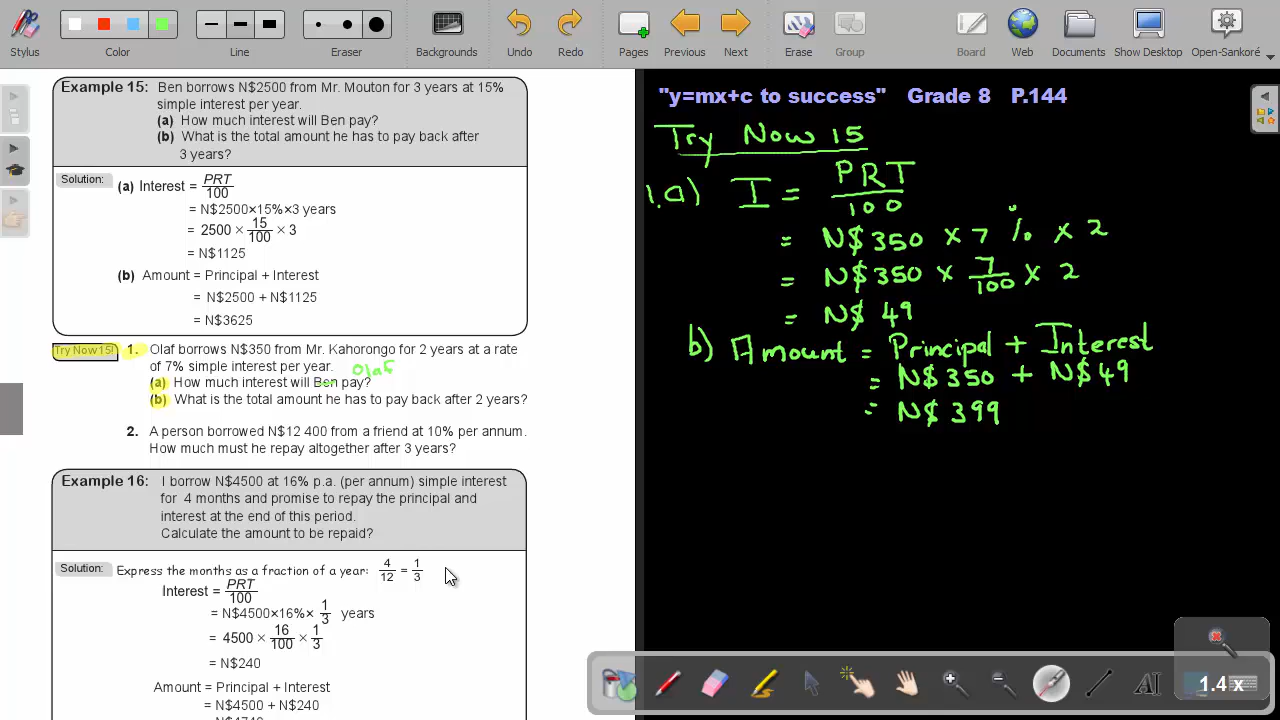 Stylus
Color
Line
Eraser
Backgrounds
Undo
Redo
Pages
Previous
Next
Erase
Group
Board
Web
Documents
Show Desktop
Open-Sankoré
Example 15: Ben borrows N$2500 from Mr. Mouton for 3 years at 15%
simple interest per year.
(a) How much interest will Ben pay?
(b) What is the total amount he has to pay back after
3 years?
Solution:
(a) Interest = PRT/100
= N$2500×15%×3 years
= 2500 × 15/100 × 3
= N$1125
(b) Amount = Principal + Interest
= N$2500 + N$1125
= N$3625
Try Now 15! 1. Olaf borrows N$350 from Mr. Kahorongo for 2 years at a rate
of 7% simple interest per year. Olaf
(a) How much interest will Ben pay?
(b) What is the total amount he has to pay back after 2 years?
2. A person borrowed N$12 400 from a friend at 10% per annum.
How much must he repay altogether after 3 years?
Example 16: I borrow N$4500 at 16% p.a. (per annum) simple interest
for 4 months and promise to repay the principal and
interest at the end of this period.
Calculate the amount to be repaid?
Solution: Express the months as a fraction of a year: 4/12 = 1/3
Interest = PRT/100
= N$4500×16%× 1/3 years
= 4500 × 16/100 × 1/3
= N$240
Amount = Principal + Interest
= N$4500 + N$240
= N$4740
"y=mx+c to success" Grade 8 P.144
Try Now 15
1.a) I = PRT/100
= N$350 × 7 % × 2
= N$350 × 7/100 × 2
= N$ 49
b) Amount = Principal + Interest
= N$350 + N$49
= N$ 399
1.4 x